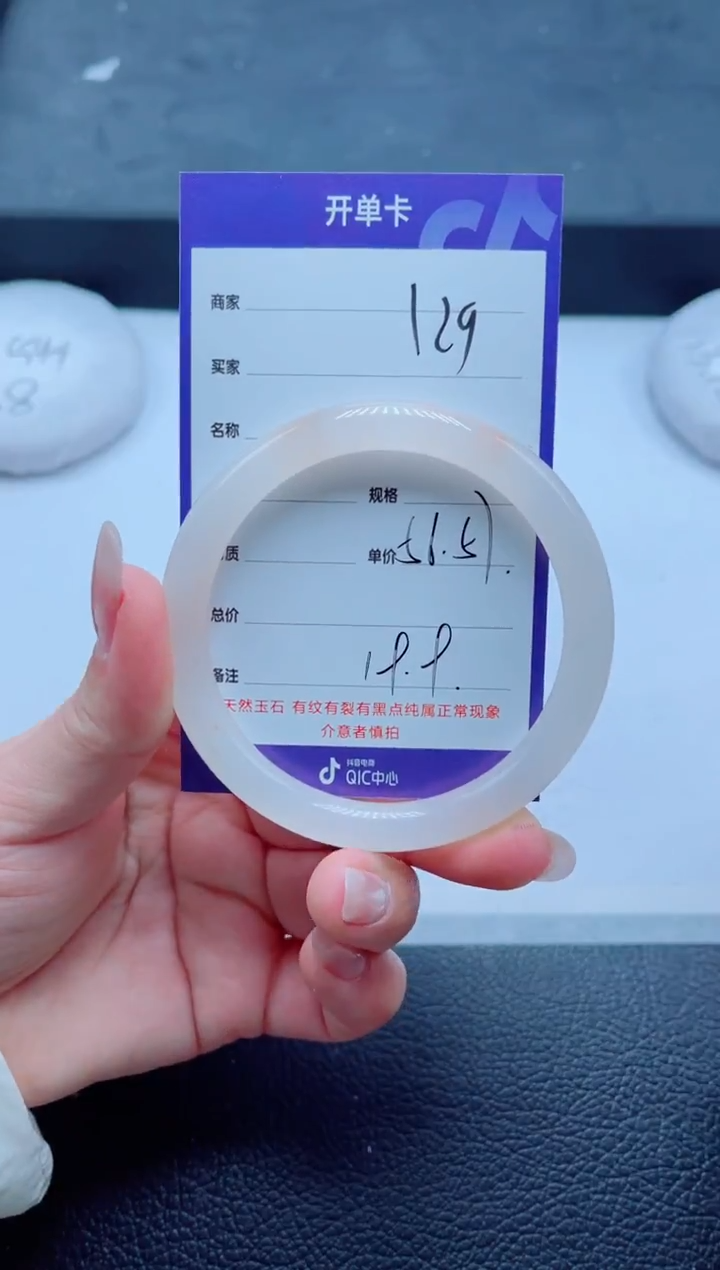 开单卡
商家
129
买家
名称
规格
质
单价
总价
备注
天然玉石 有纹有裂有黑点纯属正常现象
介意者慎拍
抖音电商
QIC中心